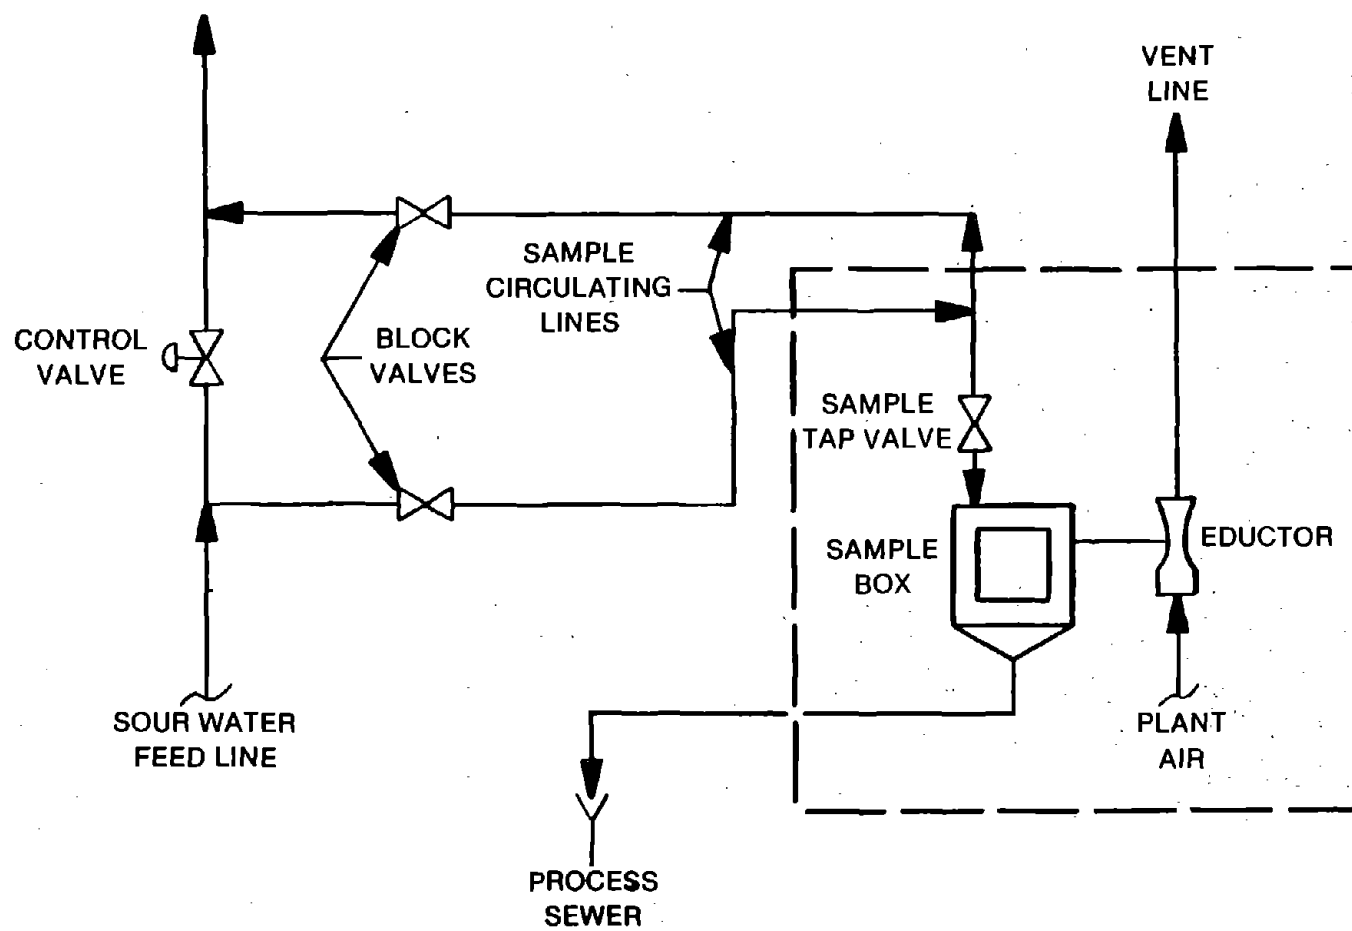 VENT
LINE
SAMPLE
CIRCULATING
LINES
CONTROL
VALVE
BLOCK
VALVES
SAMPLE
TAP VALVE
SAMPLE
BOX
EDUCTOR
SOUR WATER
FEED LINE
PLANT
AIR
PROCESS
SEWER